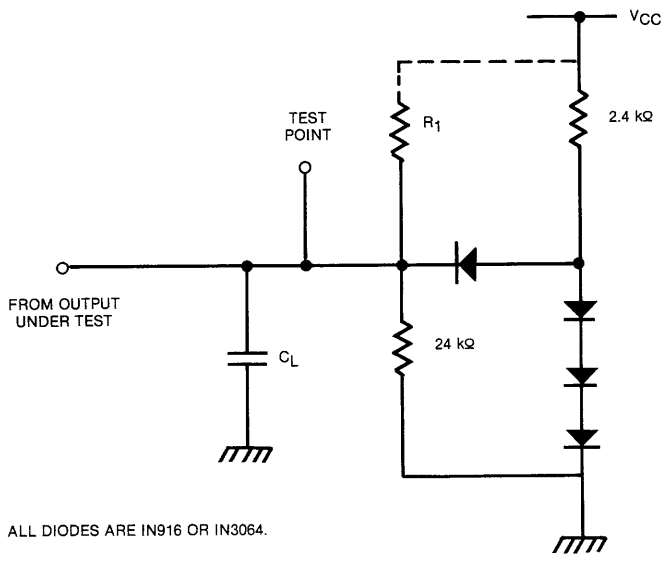 VCC
TEST
POINT
R1
2.4 kΩ
FROM OUTPUT
UNDER TEST
CL
24 kΩ
ALL DIODES ARE IN916 OR IN3064.